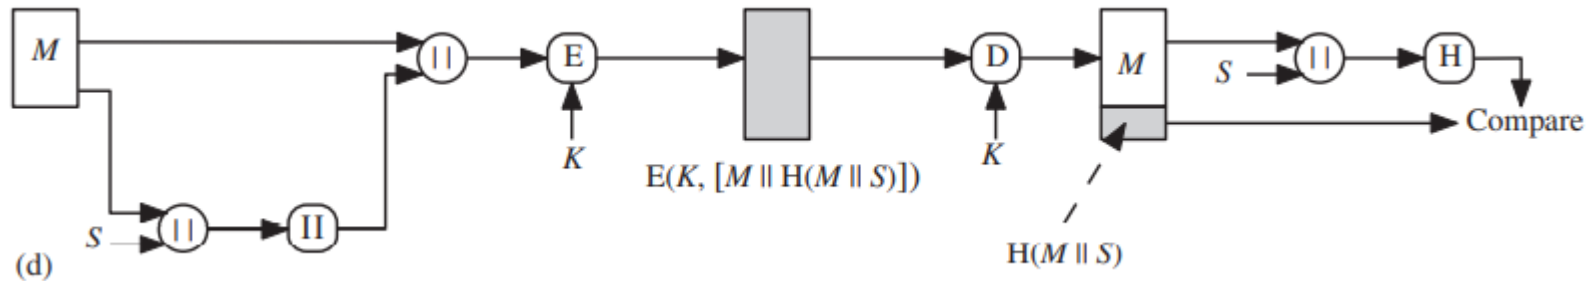 M
||
E
K
E(K, [M || H(M || S)])
D
K
M
H(M || S)
S
||
H
Compare
S
||
II
(d)